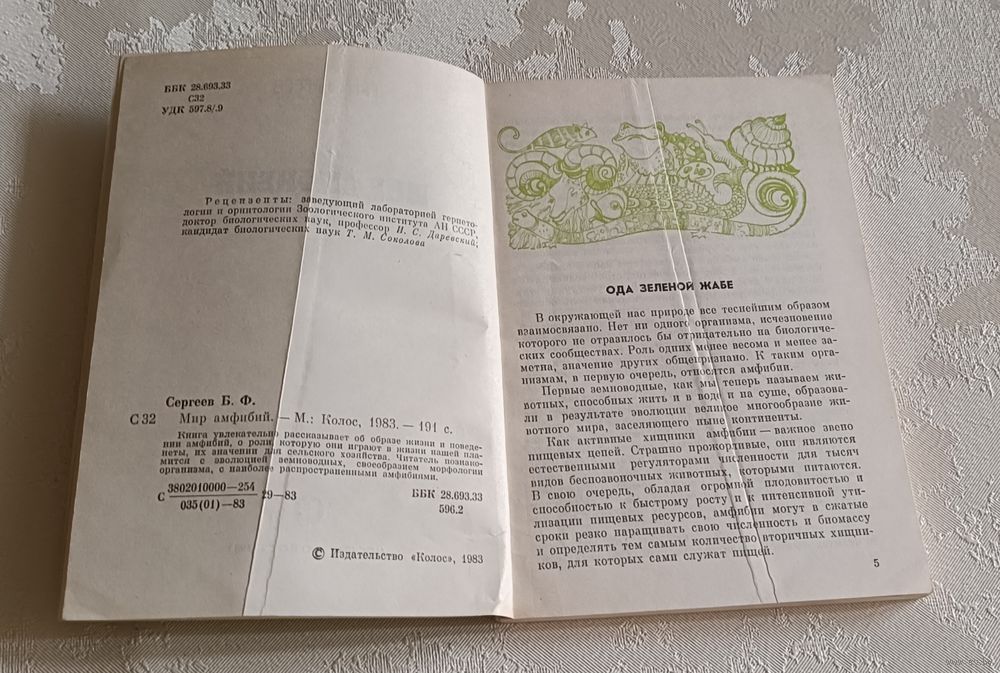 ББК 28.693.33
С32
УДК 597.8/.9
Рецензенты: заведующий лабораторией герпето-
логии и орнитологии Зоологического института АН СССР,
доктор биологических наук, профессор И. С. Даревский;
кандидат биологических наук Т. М. Соколова
Сергеев Б. Ф.
С 32 Мир амфибий. — М.: Колос, 1983. — 191 с.
Книга увлекательно рассказывает об образе жизни и поведе-
нии амфибий, о роли, которую они играют в жизни нашей пла-
неты, их значении для сельского хозяйства. Читатель познако-
мится с эволюцией земноводных, своеобразием морфологии
организма, с наиболее распространенными амфибиями.
С 3802010000—254 29—83
035(01)—83
ББК 28.693.33
596.2
© Издательство «Колос», 1983
ОДА ЗЕЛЕНОЙ ЖАБЕ
В окружающей нас природе все теснейшим образом
взаимосвязано. Нет ни одного организма, исчезновение
которого не отразилось бы отрицательно на биологиче-
ских сообществах. Роль одних менее весома и менее за-
метна, значение других общепризнано. К таким орга-
низмам, в первую очередь, относятся амфибии.
Первые земноводные, как мы теперь называем жи-
вотных, способных жить и в воде и на суше, образова-
ли в результате эволюции великое многообразие жи-
вотного мира, заселяющего ныне континенты.
Как активные хищники амфибии — важное звено
пищевых цепей. Страшно прожорливые, они являются
естественными регуляторами численности для тысяч
видов беспозвоночных животных, которыми питаются.
В свою очередь, обладая огромной плодовитостью и
способностью к быстрому росту и к интенсивной ути-
лизации пищевых ресурсов, амфибии могут в сжатые
сроки резко наращивать свою численность и биомассу
и определять тем самым количество вторичных хищни-
ков, для которых сами служат пищей.
5